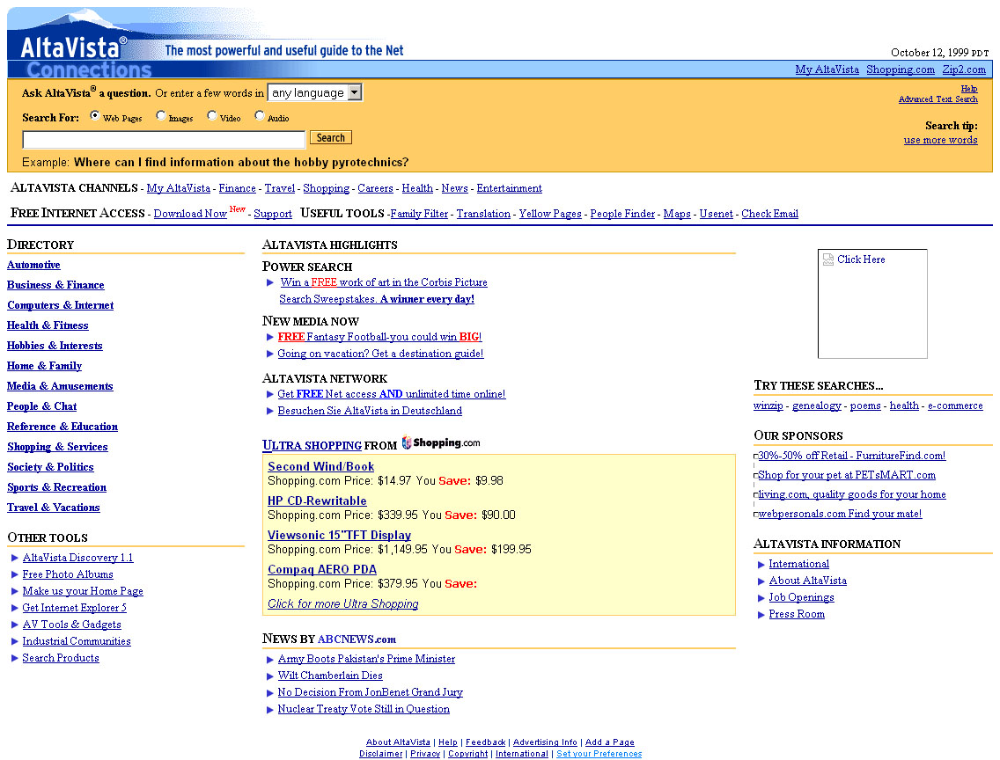 AltaVista®
Connections
The most powerful and useful guide to the Net
October 12, 1999 PDT
My AltaVista Shopping.com Zip2.com
Ask AltaVista® a question. Or enter a few words in any language
Help
Advanced Text Search
Search For: Web Pages Images Video Audio
Search
Search tip:
use more words
Example: Where can I find information about the hobby pyrotechnics?
ALTAVISTA CHANNELS - My AltaVista - Finance - Travel - Shopping - Careers - Health - News - Entertainment
FREE INTERNET ACCESS - Download Now New - Support USEFUL TOOLS -Family Filter - Translation - Yellow Pages - People Finder - Maps - Usenet - Check Email
DIRECTORY
Automotive
Business & Finance
Computers & Internet
Health & Fitness
Hobbies & Interests
Home & Family
Media & Amusements
People & Chat
Reference & Education
Shopping & Services
Society & Politics
Sports & Recreation
Travel & Vacations
OTHER TOOLS
AltaVista Discovery 1.1
Free Photo Albums
Make us your Home Page
Get Internet Explorer 5
AV Tools & Gadgets
Industrial Communities
Search Products
ALTAVISTA HIGHLIGHTS
POWER SEARCH
Win a FREE work of art in the Corbis Picture
Search Sweepstakes. A winner every day!
NEW MEDIA NOW
FREE Fantasy Football-you could win BIG!
Going on vacation? Get a destination guide!
ALTAVISTA NETWORK
Get FREE Net access AND unlimited time online!
Besuchen Sie AltaVista in Deutschland
ULTRA SHOPPING FROM Shopping.com
Second Wind/Book
Shopping.com Price: $14.97 You Save: $9.98
HP CD-Rewritable
Shopping.com Price: $339.95 You Save: $90.00
Viewsonic 15"TFT Display
Shopping.com Price: $1,149.95 You Save: $199.95
Compaq AERO PDA
Shopping.com Price: $379.95 You Save:
Click for more Ultra Shopping
NEWS BY ABCNEWS.com
Army Boots Pakistan's Prime Minister
Wilt Chamberlain Dies
No Decision From JonBenet Grand Jury
Nuclear Treaty Vote Still in Question
Click Here
TRY THESE SEARCHES...
winzip - genealogy - poems - health - e-commerce
OUR SPONSORS
30%-50% off Retail - FurnitureFind.com!
Shop for your pet at PETsMART.com
living.com, quality goods for your home
webpersonals.com Find your mate!
ALTAVISTA INFORMATION
International
About AltaVista
Job Openings
Press Room
About AltaVista | Help | Feedback | Advertising Info | Add a Page
Disclaimer | Privacy | Copyright | International | Set your Preferences